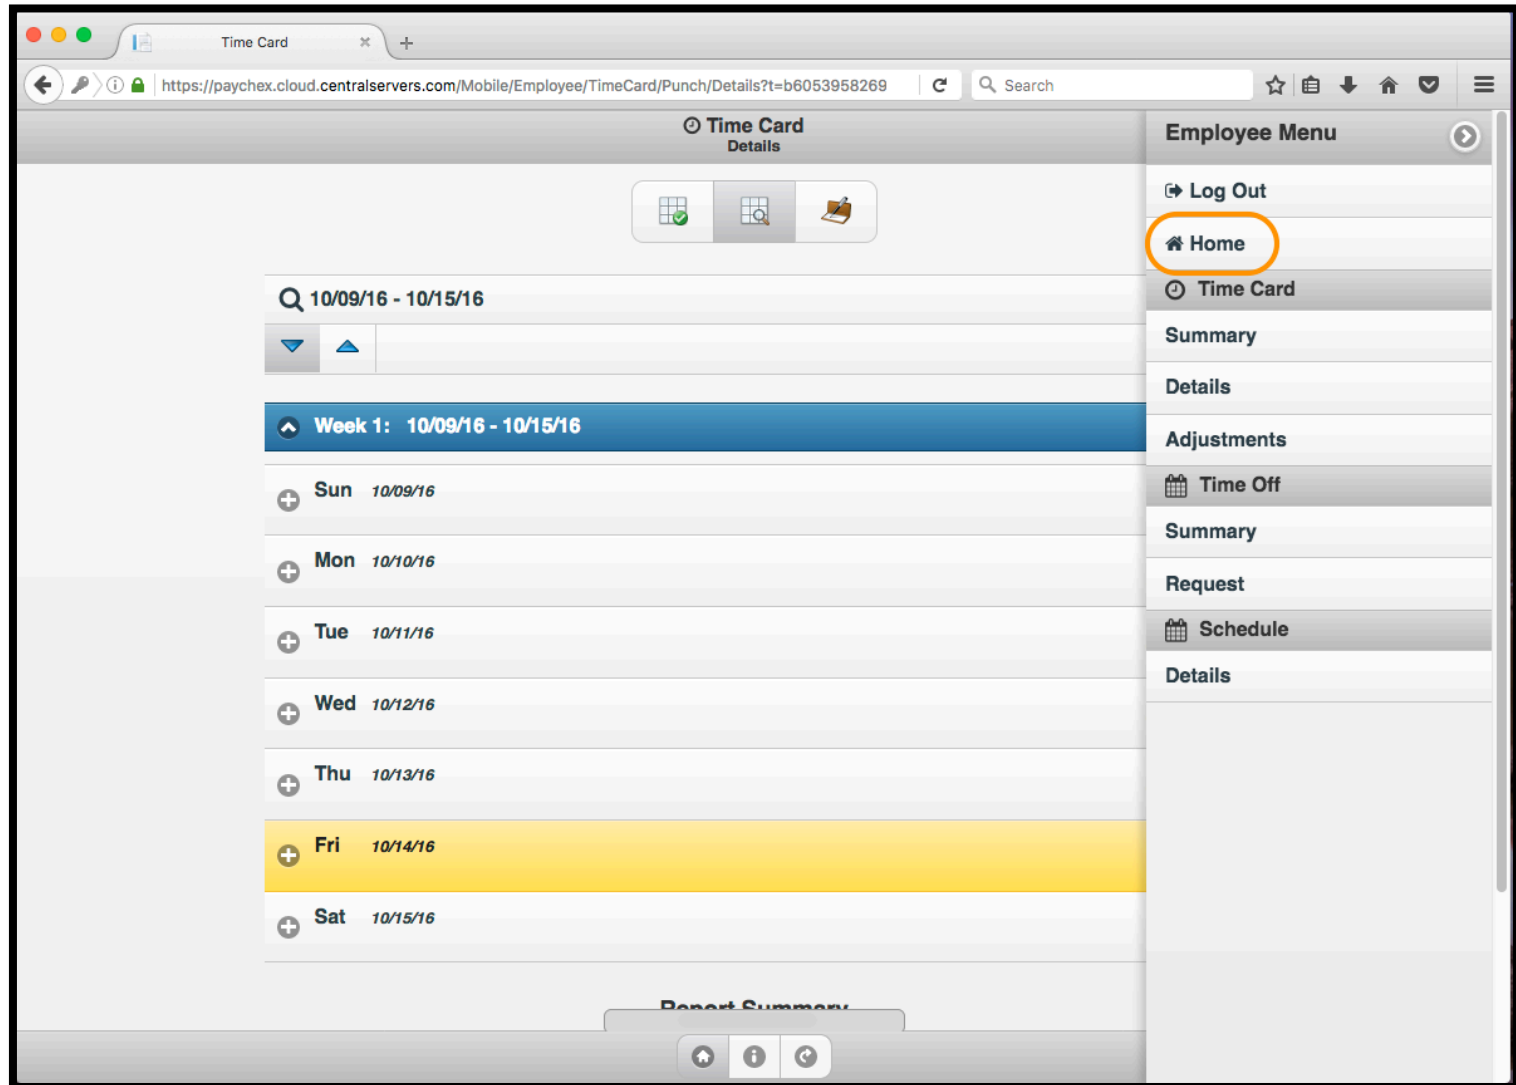 Time Card
https://paychex.cloud.centralservers.com/Mobile/Employee/TimeCard/Punch/Details?t=b6053958269
Search
Time Card
Details
10/09/16 - 10/15/16
Week 1: 10/09/16 - 10/15/16
Sun 10/09/16
Mon 10/10/16
Tue 10/11/16
Wed 10/12/16
Thu 10/13/16
Fri 10/14/16
Sat 10/15/16
Report Summary
Employee Menu
Log Out
Home
Time Card
Summary
Details
Adjustments
Time Off
Summary
Request
Schedule
Details